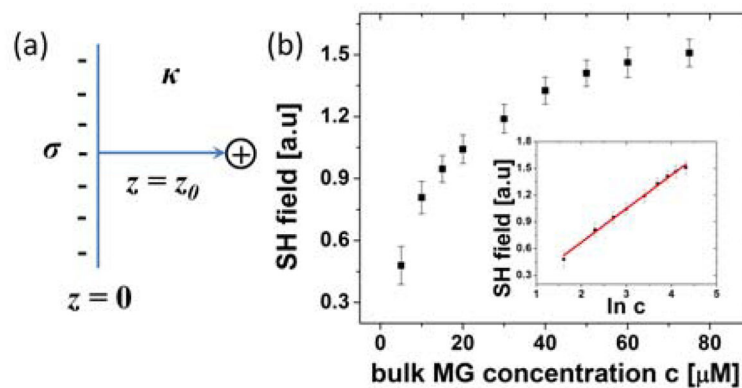 (a)
κ
σ
z = z₀
z = 0
(b)
SH field [a.u]
1.5
1.2
0.9
0.6
0.3
0 20 40 60 80
bulk MG concentration c [μM]
SH field [a.u]
1.8
1.5
1.2
0.9
0.6
0.3
1 2 3 4 5
ln c